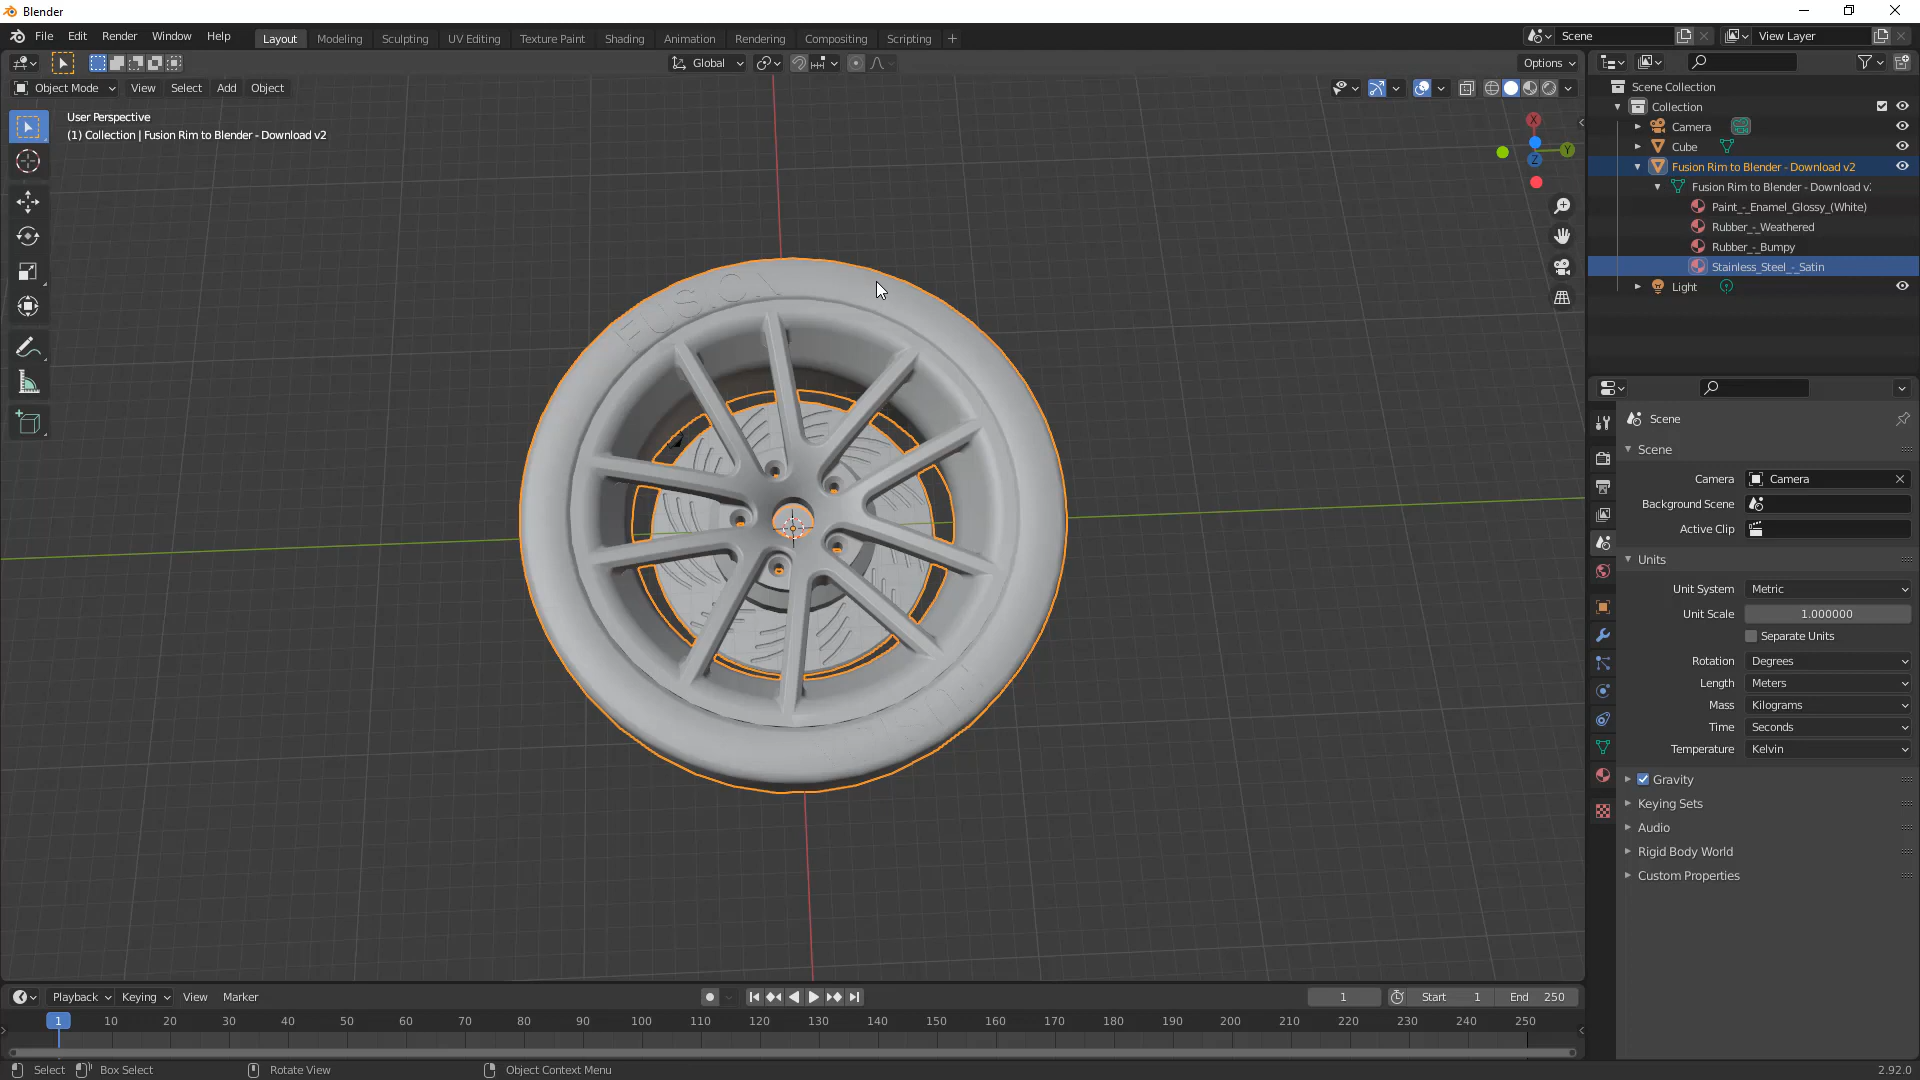 Blender
File Edit Render Window Help Layout Modeling Sculpting UV Editing Texture Paint Shading Animation Rendering Compositing Scripting + Scene View Layer
Global Options
Object Mode View Select Add Object
User Perspective
(1) Collection | Fusion Rim to Blender - Download v2
X
Y
Z
FUSION
Scene Collection
Collection
Camera
Cube
Fusion Rim to Blender - Download v2
Fusion Rim to Blender - Download v
Paint_-_Enamel_Glossy_(White)
Rubber_-_Weathered
Rubber_-_Bumpy
Stainless_Steel_-_Satin
Light
Scene
Scene
Camera Camera
Background Scene
Active Clip
Units
Unit System Metric
Unit Scale 1.000000
Separate Units
Rotation Degrees
Length Meters
Mass Kilograms
Time Seconds
Temperature Kelvin
Gravity
Keying Sets
Audio
Rigid Body World
Custom Properties
Playback Keying View Marker 1 Start 1 End 250
1 10 20 30 40 50 60 70 80 90 100 110 120 130 140 150 160 170 180 190 200 210 220 230 240 250
Select Box Select Rotate View Object Context Menu 2.92.0